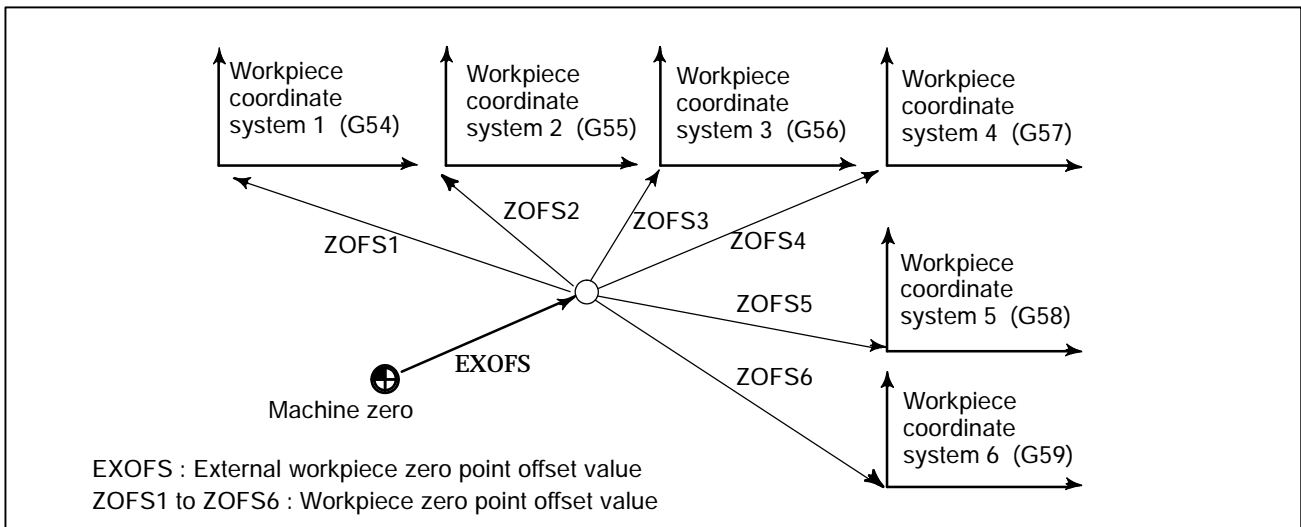 Workpiece
coordinate
system 1 (G54)
Workpiece
coordinate
system 2 (G55)
Workpiece
coordinate
system 3 (G56)
Workpiece
coordinate
system 4 (G57)
ZOFS1
ZOFS2
ZOFS3
ZOFS4
ZOFS5
Workpiece
coordinate
system 5 (G58)
ZOFS6
Workpiece
coordinate
system 6 (G59)
EXOFS
Machine zero
EXOFS : External workpiece zero point offset value
ZOFS1 to ZOFS6 : Workpiece zero point offset value